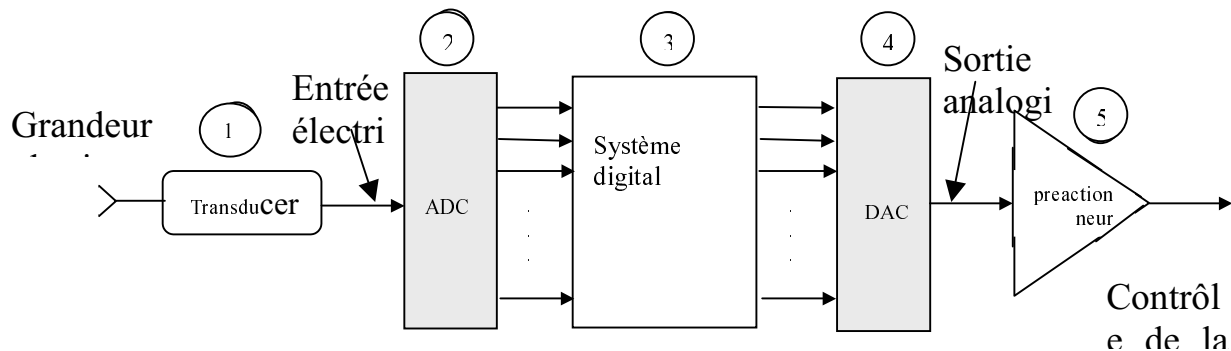 Grandeur
1
Transducer
Entrée
électri
2
ADC
3
Système
digital
4
DAC
Sortie
analogi
5
preaction
neur
Contrôl
e de la